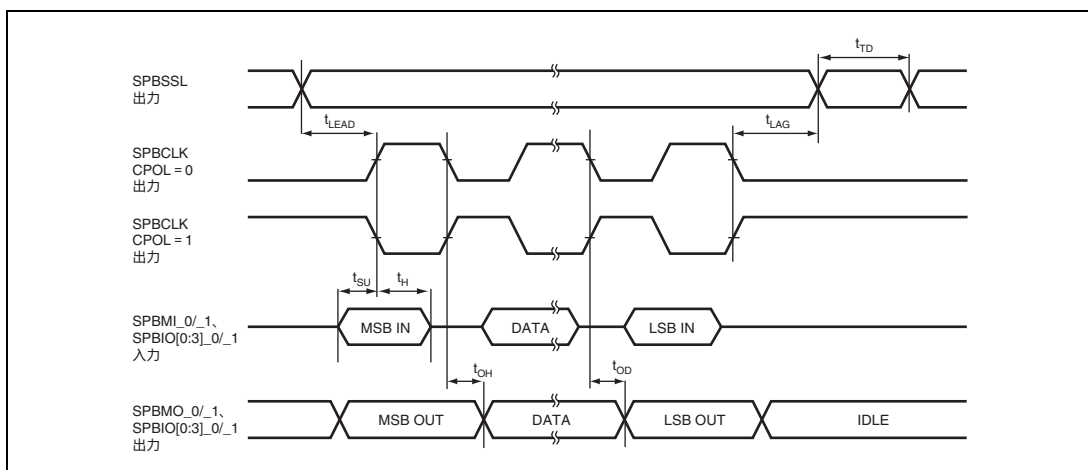 SPBSSL
出力
tTD
tLEAD
tLAG
SPBCLK
CPOL = 0
出力
SPBCLK
CPOL = 1
出力
tSU
tH
SPBMI_0/_1、
SPBIO[0:3]_0/_1
入力
MSB IN
DATA
LSB IN
tOH
tOD
SPBMO_0/_1、
SPBIO[0:3]_0/_1
出力
MSB OUT
DATA
LSB OUT
IDLE